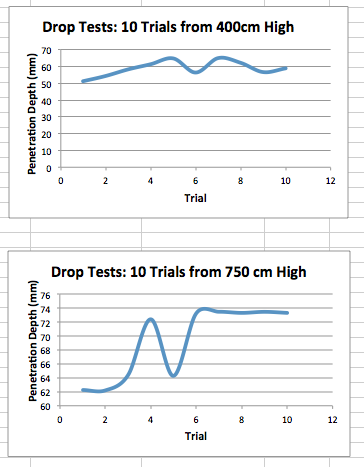 Drop Tests: 10 Trials from 400cm High
Penetration Depth (mm)
70
60
50
40
30
20
10
0
0 2 4 6 8 10 12
Trial
Drop Tests: 10 Trials from 750 cm High
Penetration Depth (mm)
76
74
72
70
68
66
64
62
60
0 2 4 6 8 10 12
Trial